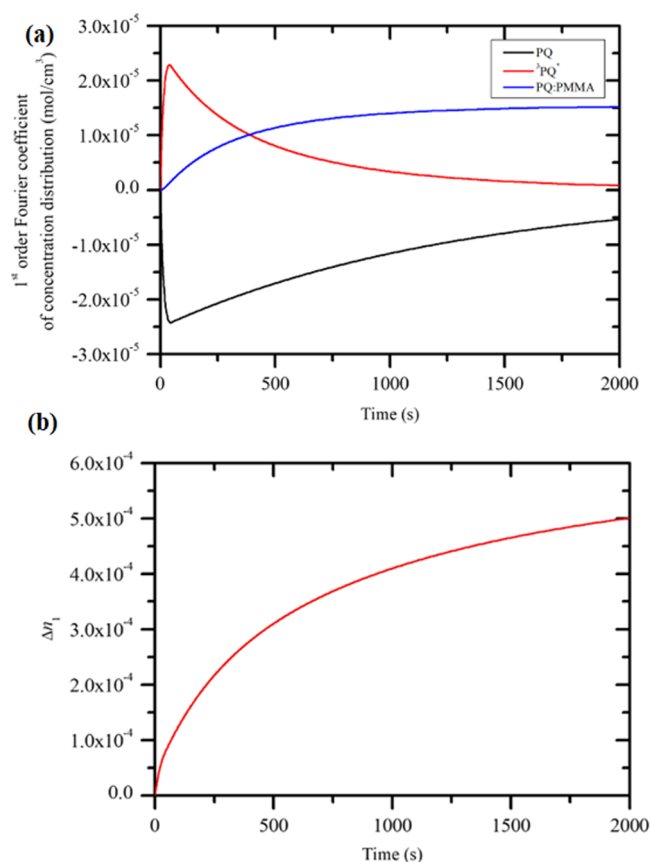 (a)
3.0x10⁻⁵
2.0x10⁻⁵
1.0x10⁻⁵
0.0
-1.0x10⁻⁵
-2.0x10⁻⁵
-3.0x10⁻⁵
1ˢᵗ order Fourier coefficient
of concentration distribution (mol/cm³)
PQ
³PQ*
PQ:PMMA
0
500
1000
1500
2000
Time (s)
(b)
6.0x10⁻⁴
5.0x10⁻⁴
4.0x10⁻⁴
3.0x10⁻⁴
2.0x10⁻⁴
1.0x10⁻⁴
0.0
Δn₁
0
500
1000
1500
2000
Time (s)